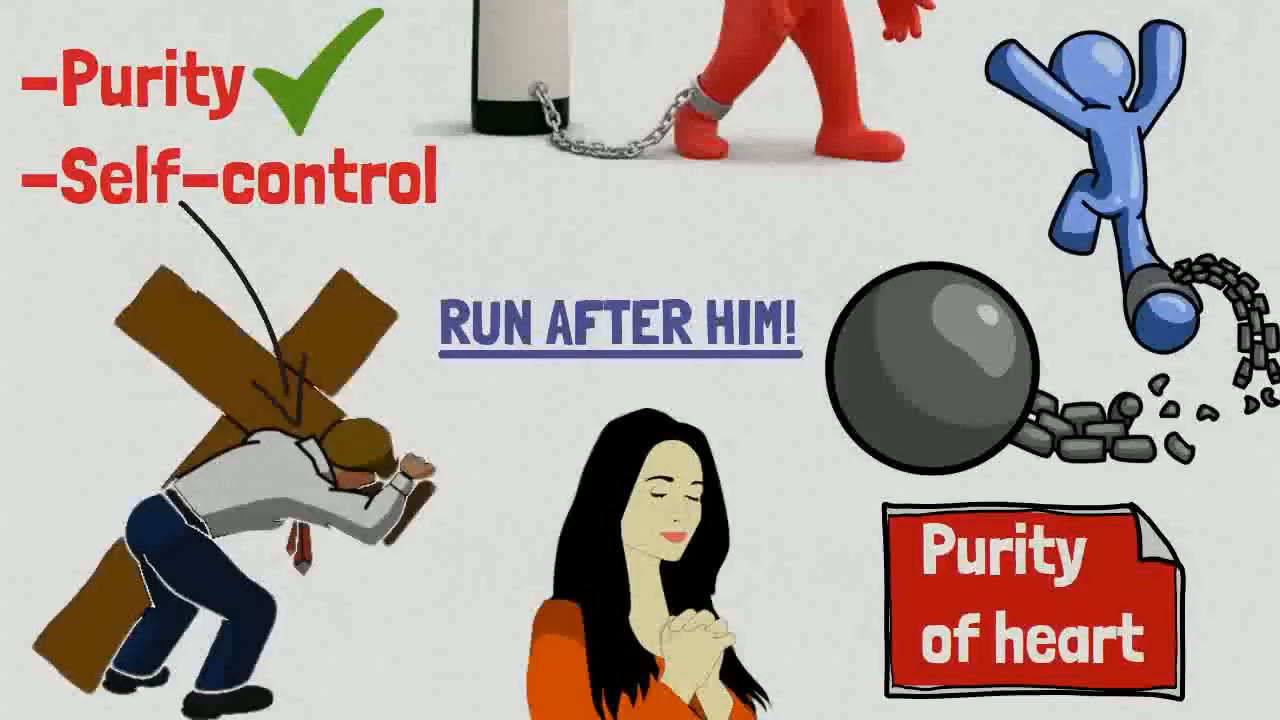 -Purity
-Self-control
RUN AFTER HIM!
Purity
of heart